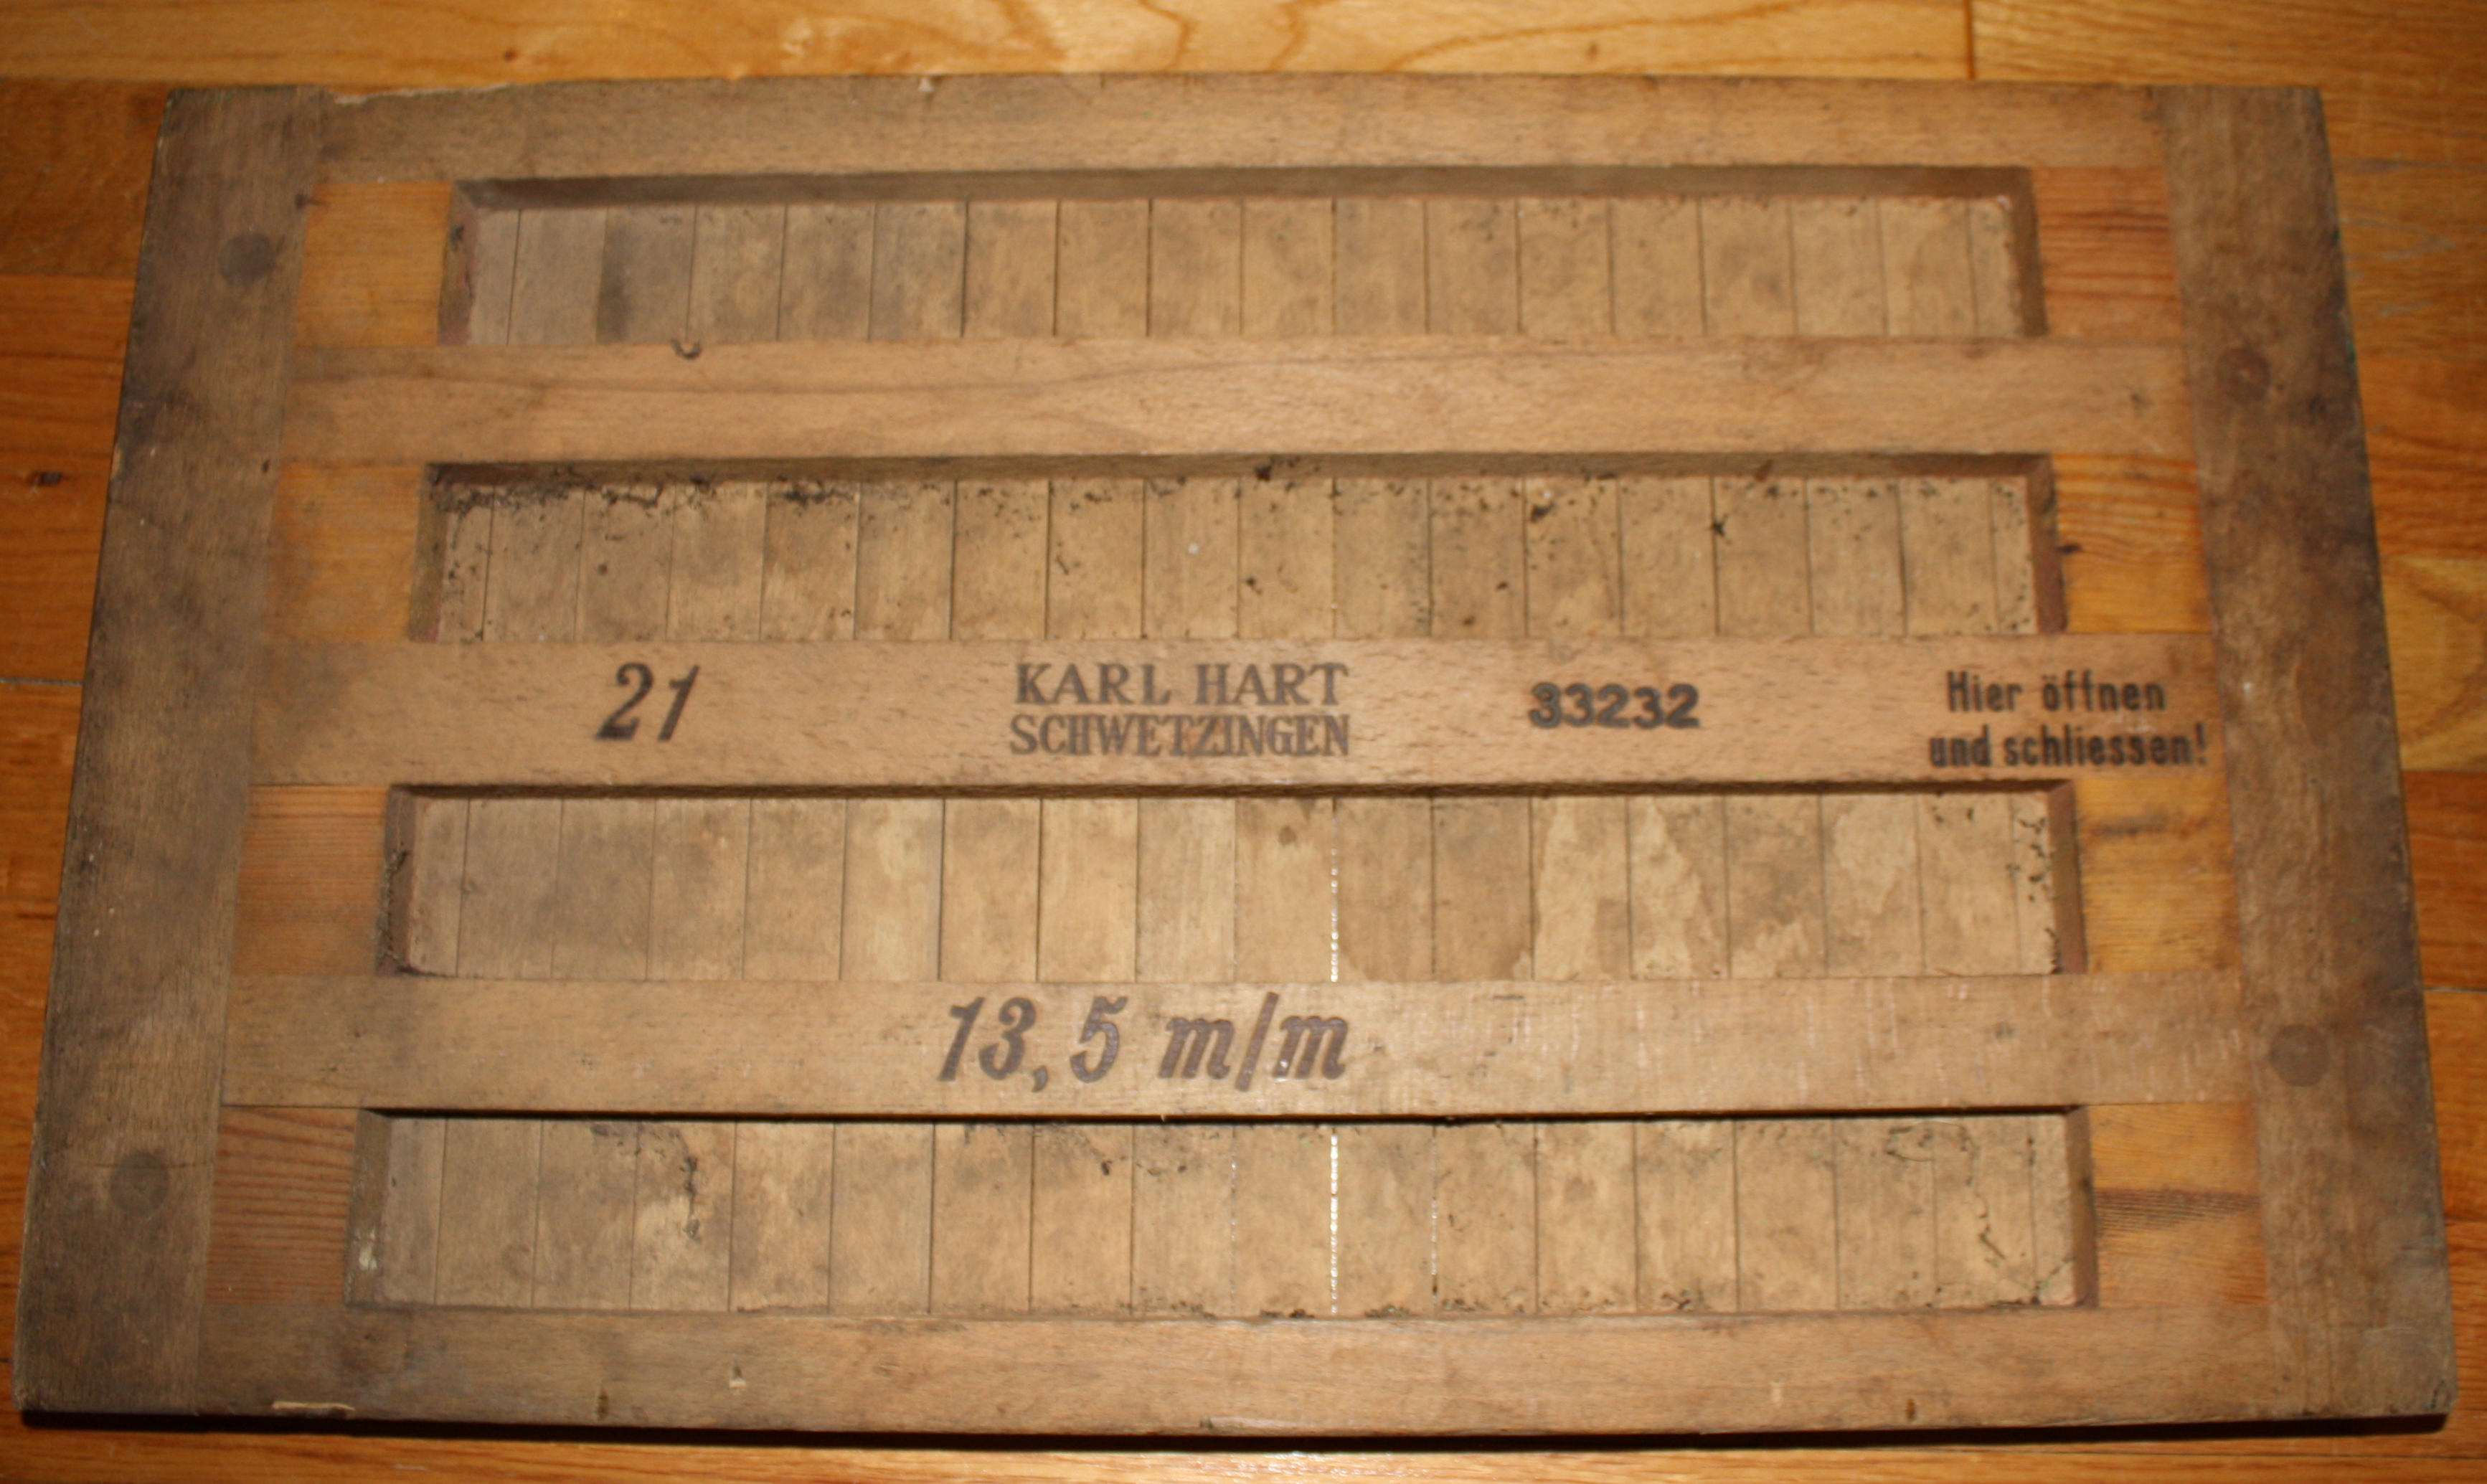 21
KARL HART
SCHWETZINGEN
33232
Hier öffnen
und schliessen!
13,5 m/m